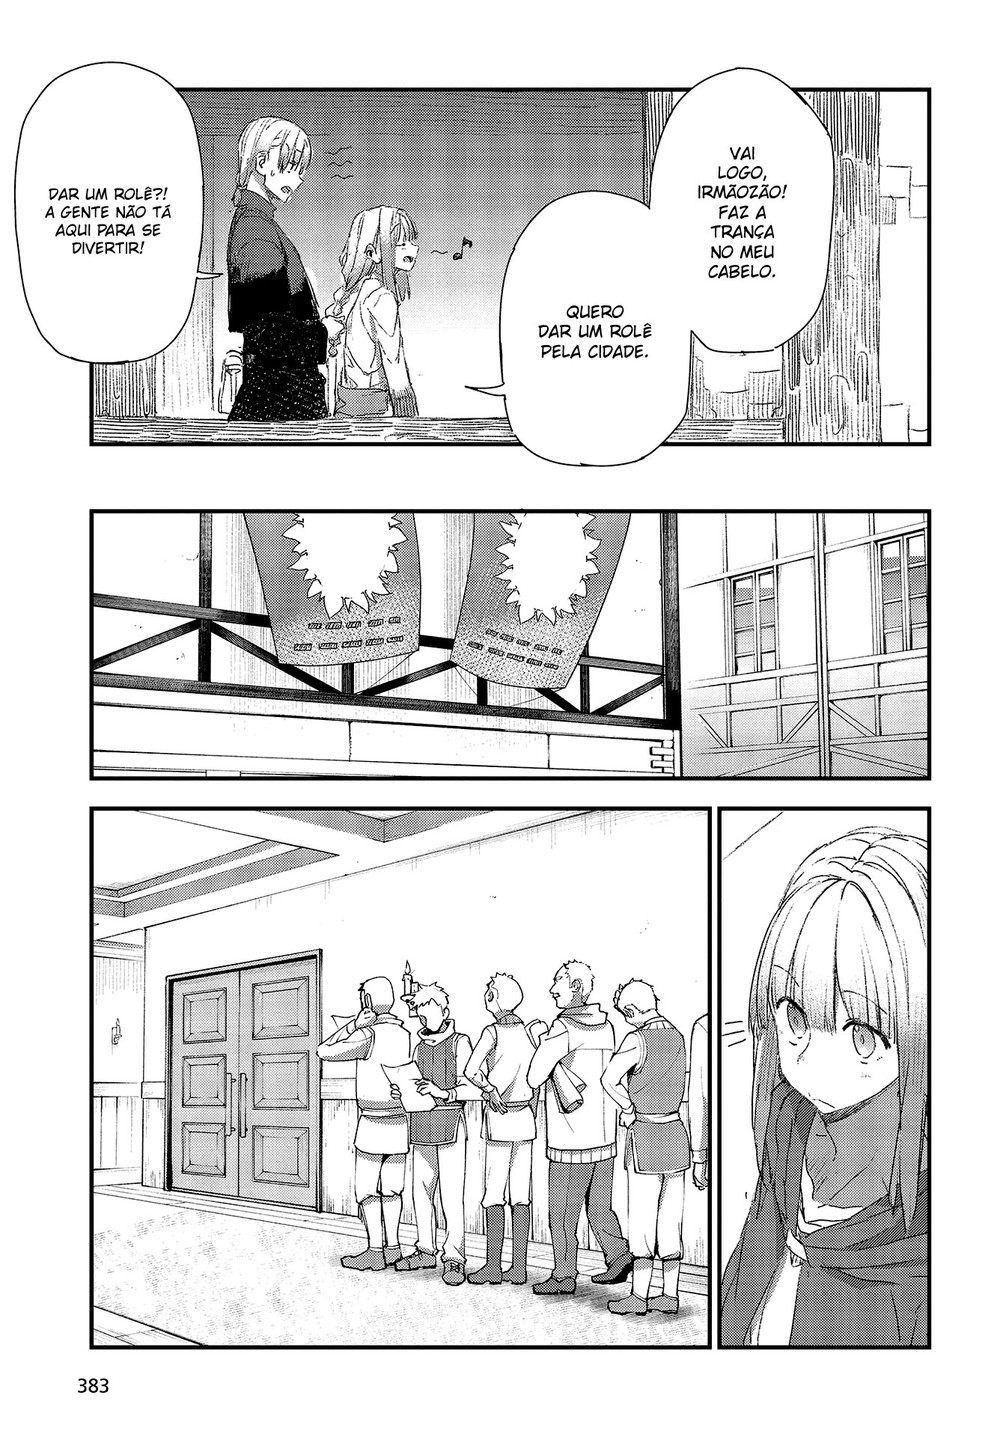 VAI
LOGO,
IRMÃOZÃO!
FAZ A
TRANÇA
NO MEU
CABELO.
QUERO
DAR UM ROLÊ
PELA CIDADE.
DAR UM ROLÊ?!
A GENTE NÃO TÁ
AQUI PARA SE
DIVERTIR!
383